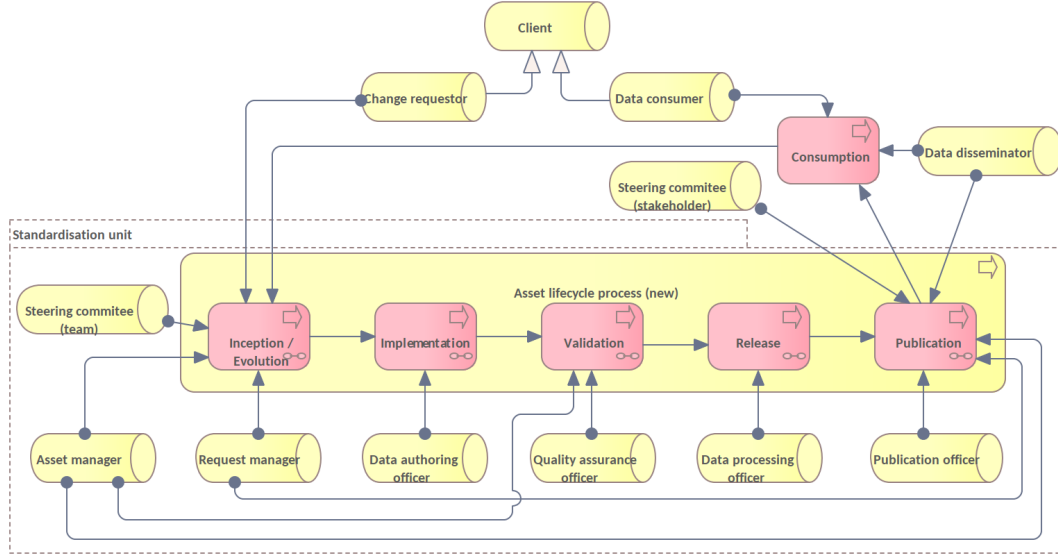 Client
Change requestor
Data consumer
Consumption
Data disseminator
Steering commitee
(stakeholder)
Standardisation unit
Asset lifecycle process (new)
Steering commitee
(team)
Inception /
Evolution
Implementation
Validation
Release
Publication
Asset manager
Request manager
Data authoring
officer
Quality assurance
officer
Data processing
officer
Publication officer